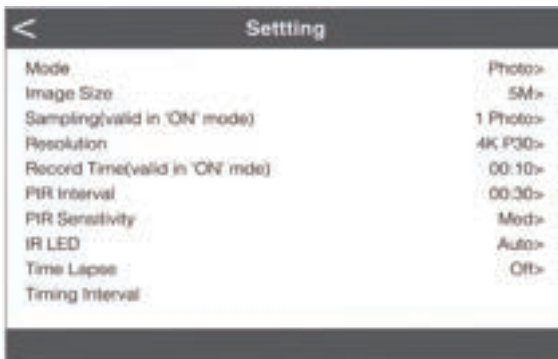 < Settting
Mode Photo>
Image Size 5M>
Sampling(valid in 'ON' mode) 1 Photo>
Resolution 4K P30>
Record Time(valid in 'ON' mde) 00:10>
PIR Interval 00:30>
PIR Sensitivity Med>
IR LED Auto>
Time Lapse Off>
Timing Interval